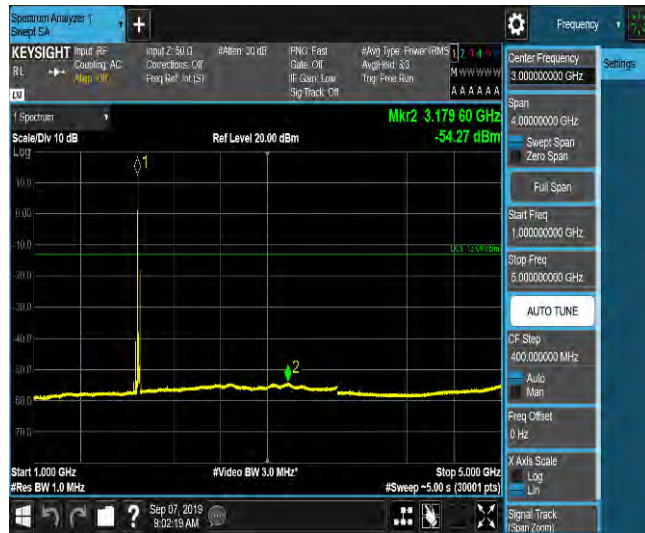 Spectrum Analyzer 1
Swept SA
+
Frequency
KEYSIGHT
RL
Input: RF
Coupling: AC
Align: Off
Input Z: 50 Ω
Corrections: Off
Freq Ref: Int (S)
#Atten: 30 dB
PNO: Fast
Gate: Off
IF Gain: Low
Sig Track: Off
#Avg Type: Power (RMS
Trig: Free Run
M W W W W W
A A A A A A
LV
1 Spectrum
Scale/Div 10 dB
Log
Ref Level 20.00 dBm
Mkr2 3.179 60 GHz
-54.27 dBm
1
10.0
0.00
-10.0
-20.0
-30.0
-40.0
-50.0
-60.0
-70.0
DL1 -13.00 dBm
2
Start 1.000 GHz
#Res BW 1.0 MHz
#Video BW 3.0 MHz*
Stop 5.000 GHz
#Sweep ~5.00 s (30001 pts)
?
Sep 07, 2019
9:02:19 AM
Center Frequency
3.000000000 GHz
Settings
Span
4.00000000 GHz
Swept Span
Zero Span
Full Span
Start Freq
1.000000000 GHz
Stop Freq
5.000000000 GHz
AUTO TUNE
CF Step
400.000000 MHz
Auto
Man
Freq Offset
0 Hz
X Axis Scale
Log
Lin
Signal Track
(Span Zoom)